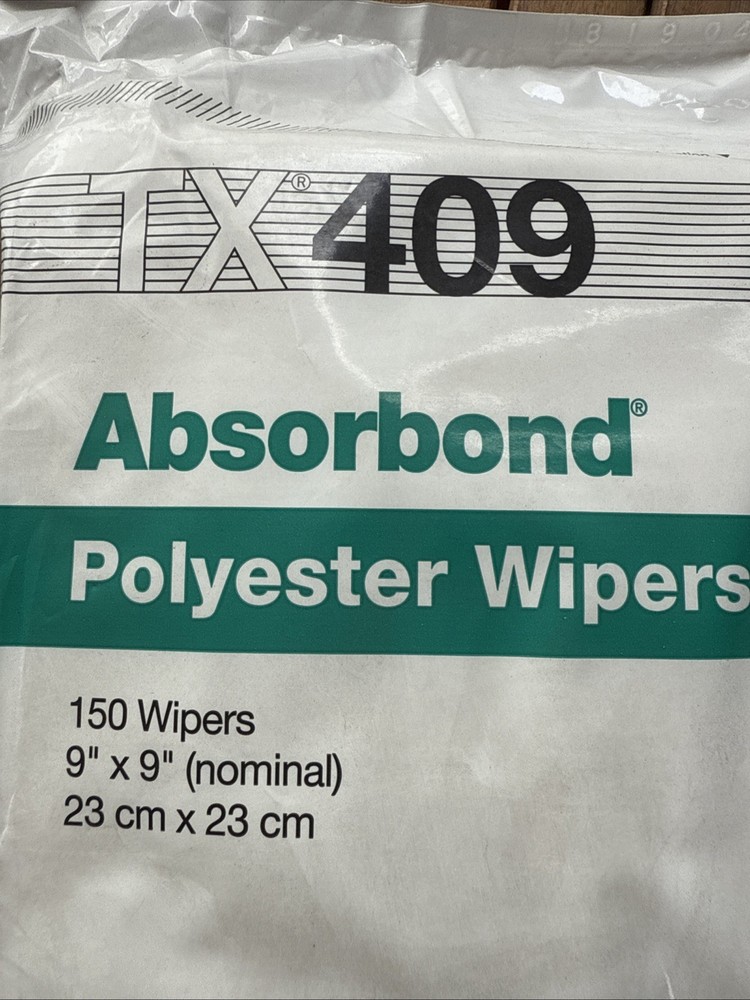 TX® 409
Absorbond®
Polyester Wipers
150 Wipers
9" x 9" (nominal)
23 cm x 23 cm